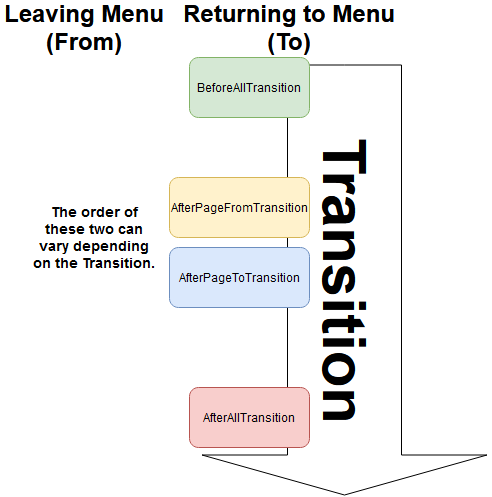 Leaving Menu
(From)
Returning to Menu
(To)
BeforeAllTransition
AfterPageFromTransition
The order of
these two can
vary depending
on the Transition.
AfterPageToTransition
AfterAllTransition
Transition